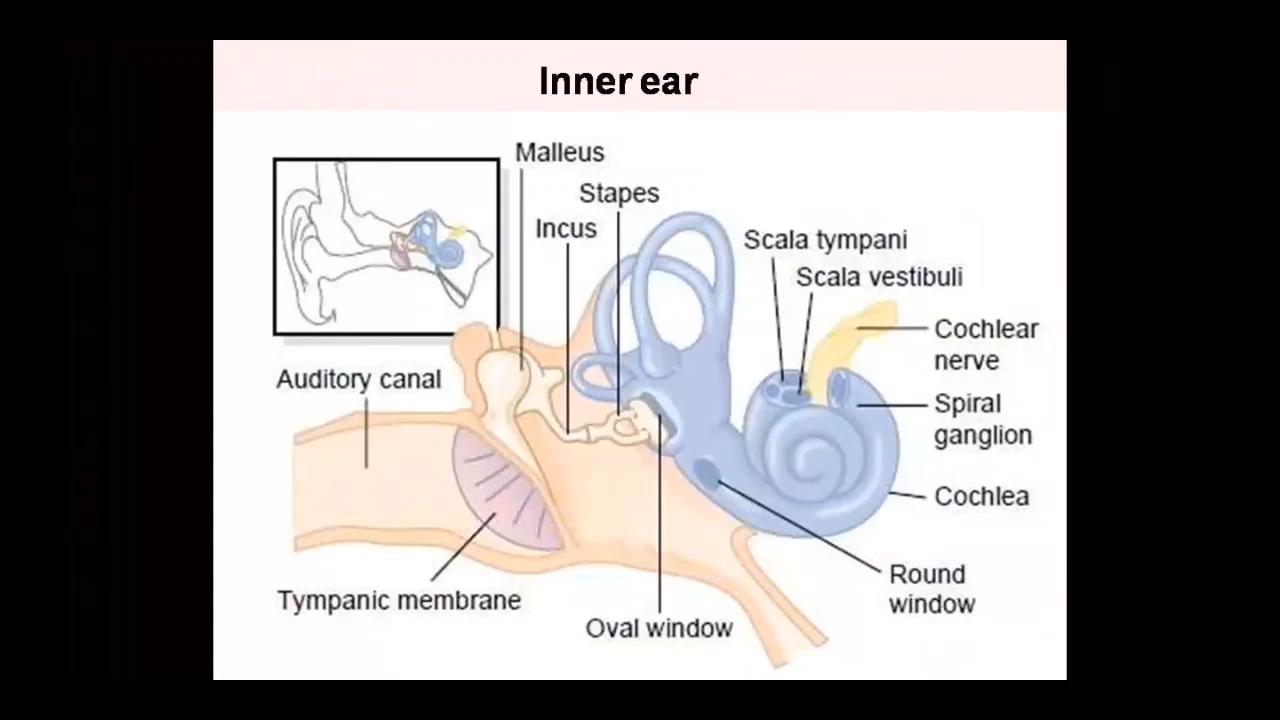 Inner ear
Malleus
Stapes
Incus
Scala tympani
Scala vestibuli
Cochlear
nerve
Auditory canal
Spiral
ganglion
Cochlea
Round
window
Tympanic membrane
Oval window